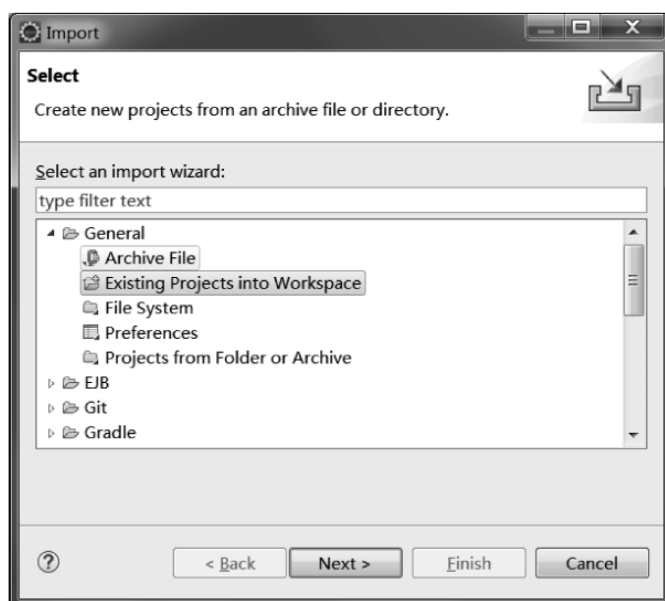 Import
Select
Create new projects from an archive file or directory.
Select an import wizard:
type filter text
General
Archive File
Existing Projects into Workspace
File System
Preferences
Projects from Folder or Archive
EJB
Git
Gradle
< Back Next > Finish Cancel